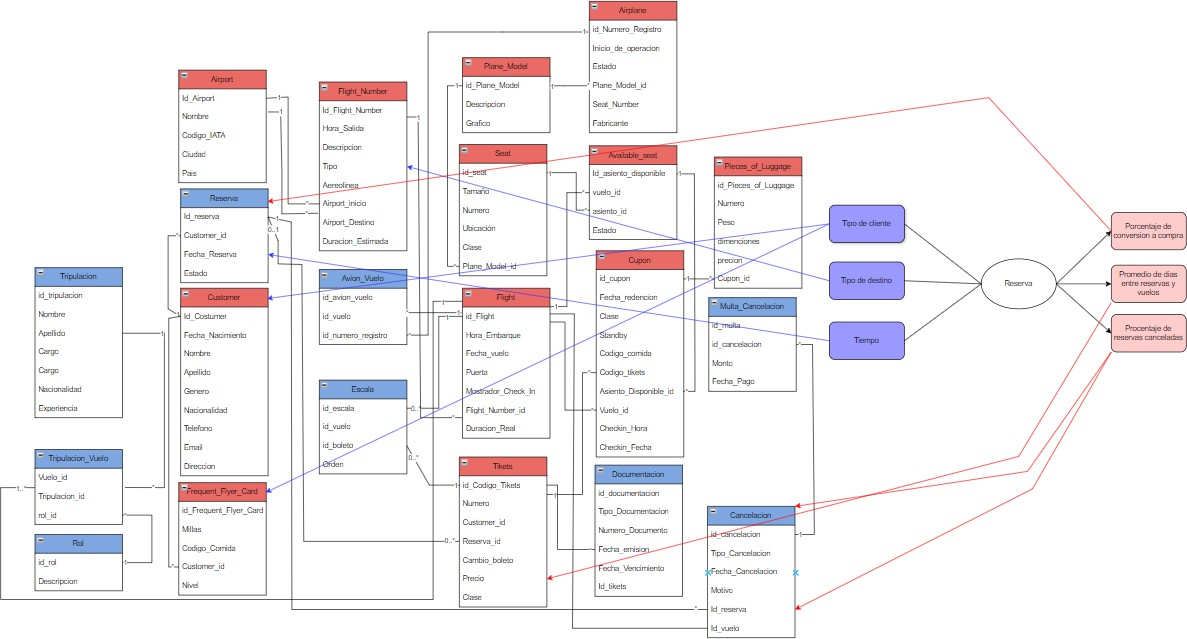 Airplane
id_Numero_Registro
Inicio_de_operacion
Estado
Plane_Model_id
Seat_Number
Fabricante
Plane_Model
id_Plane_Model
Descripcion
Grafico
Airport
Id_Airport
Nombre
Codigo_IATA
Ciudad
Pais
Flight_Number
Id_Flight_Number
Hora_Salida
Descripcion
Tipo
Aereolinea
Airport_inicio
Airport_Destino
Duracion_Estimada
Seat
id_seat
Tamaño
Numero
Ubicación
Clase
Plane_Model_id
Available_seat
Id_asiento_disponible
vuelo_id
asiento_id
Estado
Pieces_of_Luggage
id_Pieces_of_Luggage
Numero
Peso
dimenciones
precion
Cupon_id
Reserva
Id_reserva
Customer_id
Fecha_Reserva
Estado
Tripulacion
id_tripulacion
Nombre
Apellido
Cargo
Cargo
Nacionalidad
Experiencia
Customer
Id_Costumer
Fecha_Nacimiento
Nombre
Apellido
Genero
Nacionalidad
Telefono
Email
Direccion
Avion_Vuelo
id_avion_vuelo
id_vuelo
id_numero_registro
Flight
id_Flight
Hora_Embarque
Fecha_vuelo
Puerta
Mostrador_Check_In
Flight_Number_id
Duracion_Real
Cupon
id_cupon
Fecha_redencion
Clase
Standby
Codigo_comida
Codigo_tikets
Asiento_Disponible_id
Vuelo_id
Checkin_Hora
Checkin_Fecha
Multa_Cancelacion
id_multa
id_cancelacion
Monto
Fecha_Pago
Escala
id_escala
id_vuelo
id_boleto
Orden
Tripulacion_Vuelo
Vuelo_id
Tripulacion_id
rol_id
Rol
id_rol
Descripcion
Frequent_Flyer_Card
id_Frequent_Flyer_Card
Millas
Codigo_Comida
Customer_id
Nivel
Tikets
id_Codigo_Tikets
Numero
Customer_id
Reserva_id
Cambio_boleto
Precio
Clase
Documentacion
id_documentacion
Tipo_Documentacion
Numero_Documento
Fecha_emision
Fecha_Vencimiento
Id_tikets
Cancelacion
id_cancelacion
Tipo_Cancelacion
Fecha_Cancelacion
Motivo
Id_reserva
Id_vuelo
Tipo de cliente
Tipo de destino
Tiempo
Reserva
Porcentaje de
conversion a compra
Promedio de dias
entre reservas y
vuelos
Procentaje de
reservas canceladas